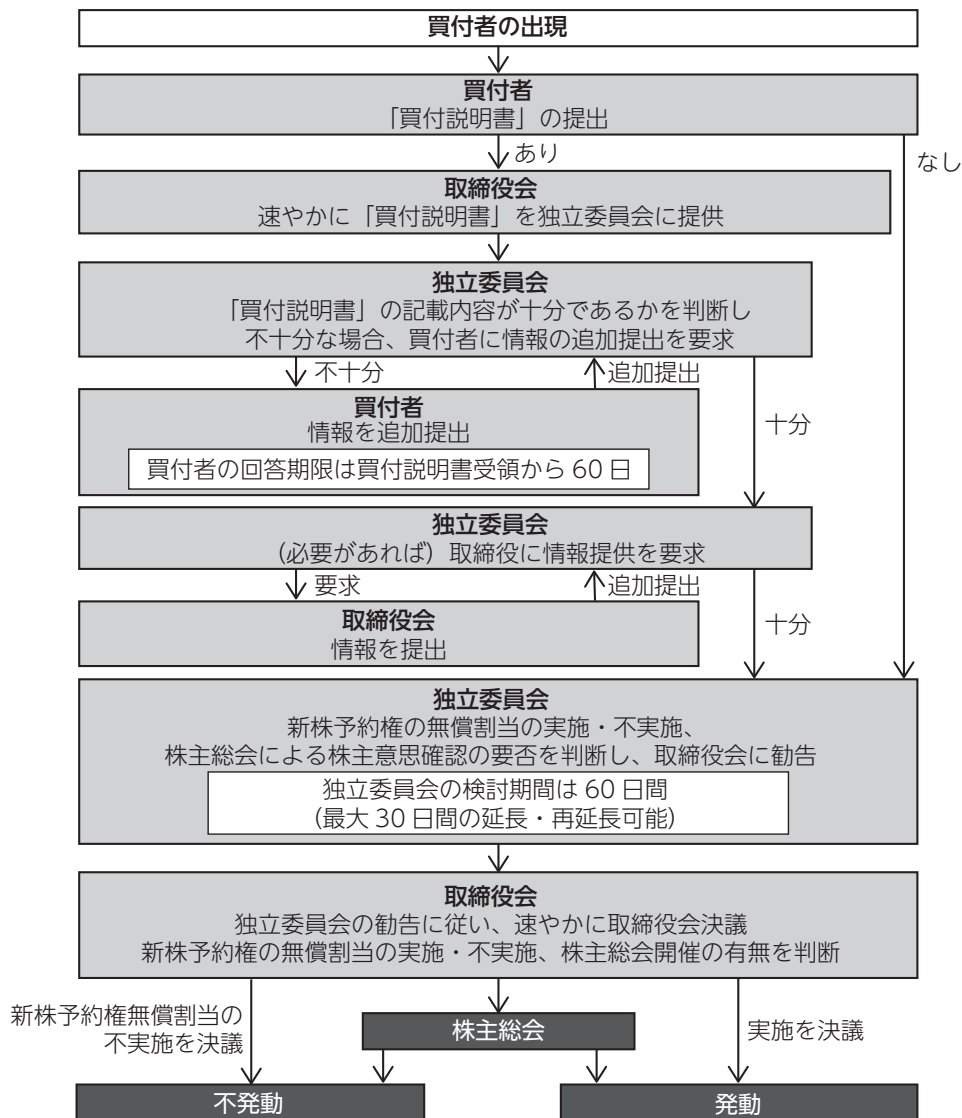 買付者の出現
買付者
「買付説明書」の提出
あり
なし
取締役会
速やかに「買付説明書」を独立委員会に提供
独立委員会
「買付説明書」の記載内容が十分であるかを判断し
不十分な場合、買付者に情報の追加提出を要求
不十分
追加提出
買付者
情報を追加提出
買付者の回答期限は買付説明書受領から 60 日
十分
独立委員会
（必要があれば）取締役に情報提供を要求
要求
追加提出
取締役会
情報を提出
十分
独立委員会
新株予約権の無償割当の実施・不実施、
株主総会による株主意思確認の要否を判断し、取締役会に勧告
独立委員会の検討期間は 60 日間
（最大 30 日間の延長・再延長可能）
取締役会
独立委員会の勧告に従い、速やかに取締役会決議
新株予約権の無償割当の実施・不実施、株主総会開催の有無を判断
新株予約権無償割当の
不実施を決議
株主総会
実施を決議
不発動
発動